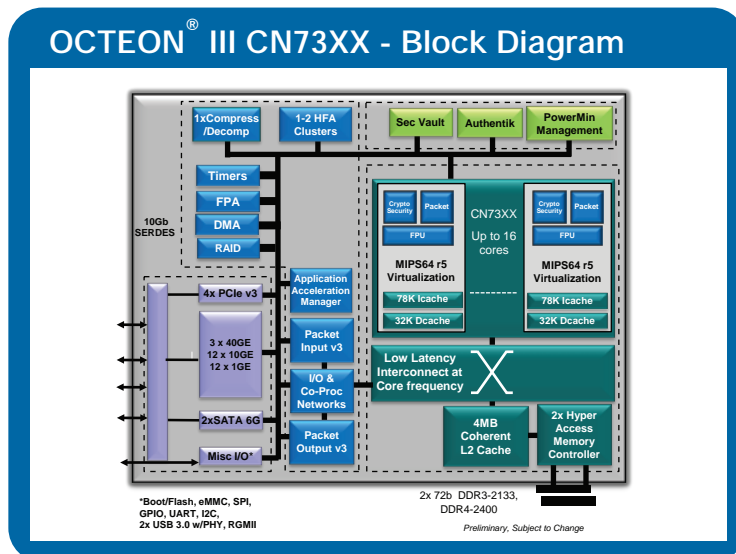 OCTEON® III CN73XX - Block Diagram
1xCompress
/Decomp
1-2 HFA
Clusters
Sec Vault
Authentik
PowerMin
Management
Timers
FPA
DMA
RAID
10Gb
SERDES
Crypto
Security
Packet
FPU
MIPS64 r5
Virtualization
78K Icache
32K Dcache
CN73XX
Up to 16
cores
Crypto
Security
Packet
FPU
MIPS64 r5
Virtualization
78K Icache
32K Dcache
4x PCIe v3
3 x 40GE
12 x 10GE
12 x 1GE
2xSATA 6G
Misc I/O*
Application
Acceleration
Manager
Packet
Input v3
I/O &
Co-Proc
Networks
Packet
Output v3
Low Latency
Interconnect at
Core frequency
4MB
Coherent
L2 Cache
2x Hyper
Access
Memory
Controller
*Boot/Flash, eMMC, SPI,
GPIO, UART, I2C,
2x USB 3.0 w/PHY, RGMII
2x 72b DDR3-2133,
DDR4-2400
Preliminary, Subject to Change